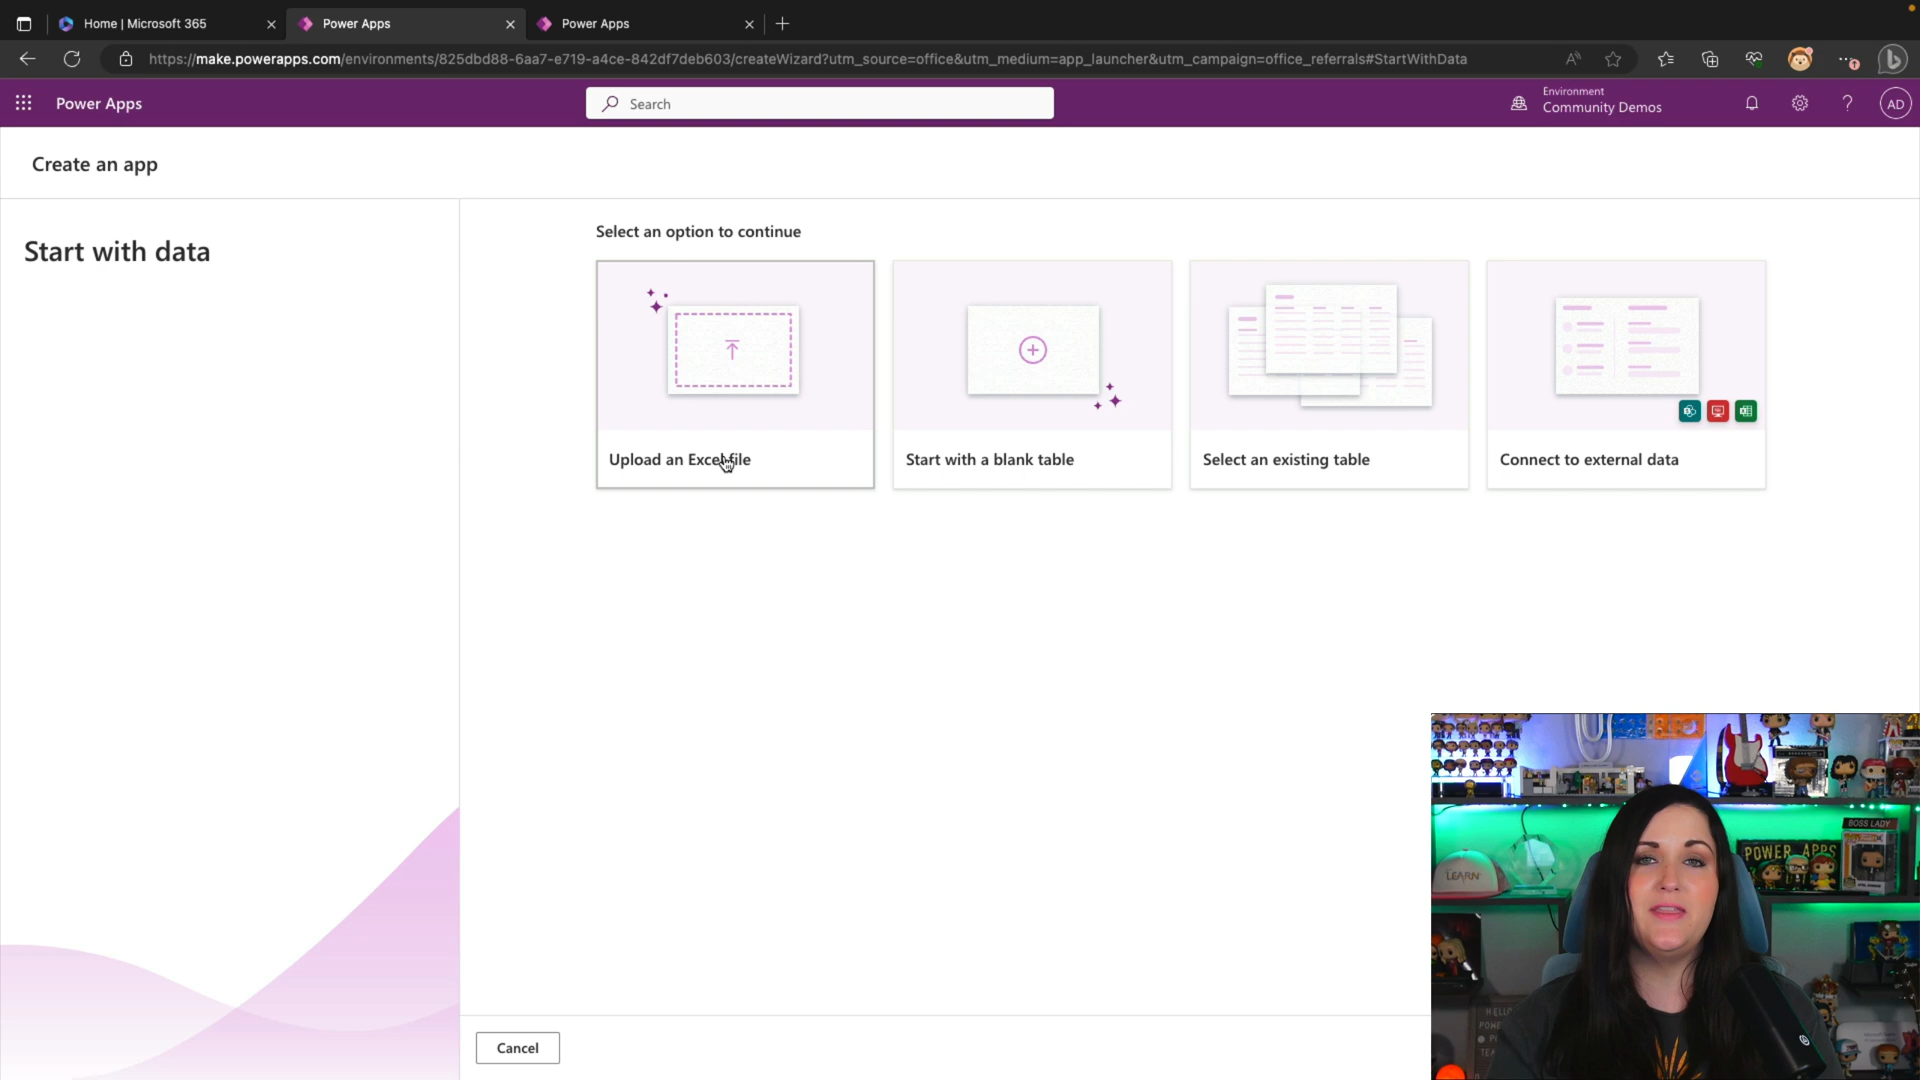 Home | Microsoft 365
Power Apps
Power Apps
https://make.powerapps.com/environments/825dbd88-6aa7-e719-a4ce-842df7deb603/createWizard?utm_source=office&utm_medium=app_launcher&utm_campaign=office_referrals#StartWithData
Power Apps
Search
Environment
Community Demos
AD
Create an app
Start with data
Select an option to continue
Upload an Excel file
Start with a blank table
Select an existing table
Connect to external data
BOSS LADY
POWER APPS
LEARN
Cancel